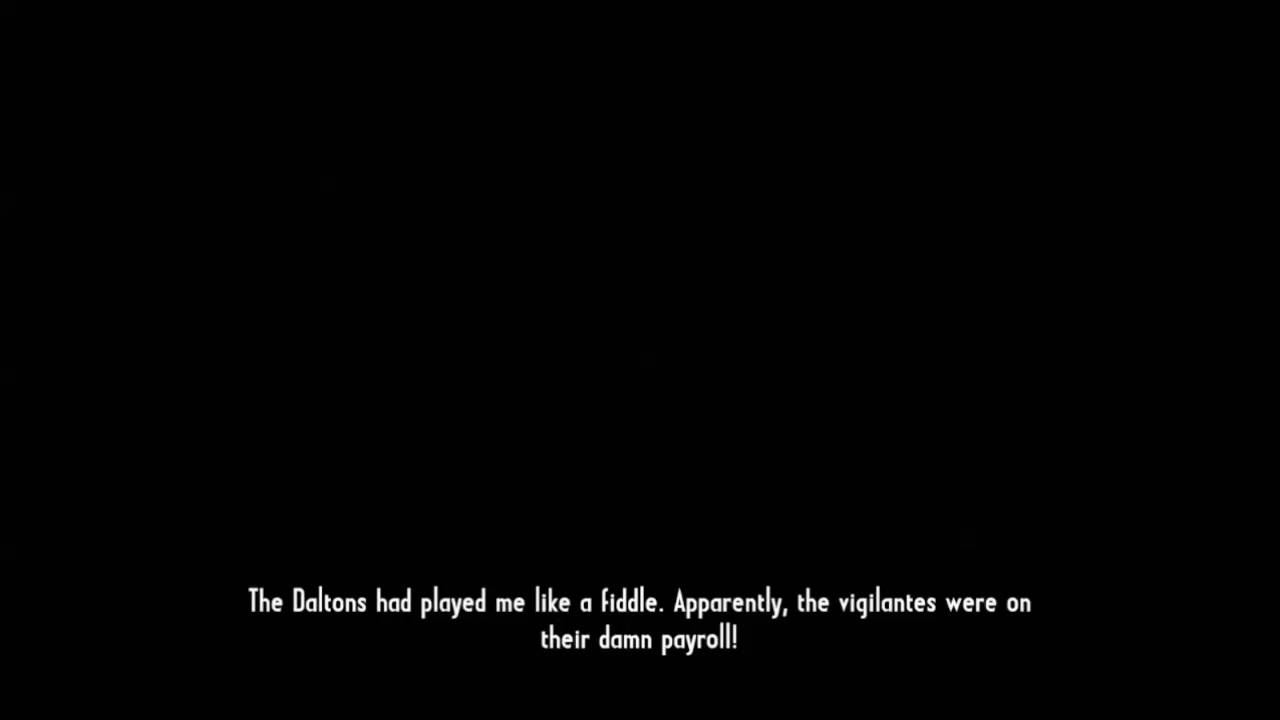 The Daltons had played me like a fiddle. Apparently, the vigilantes were on
their damn payroll!